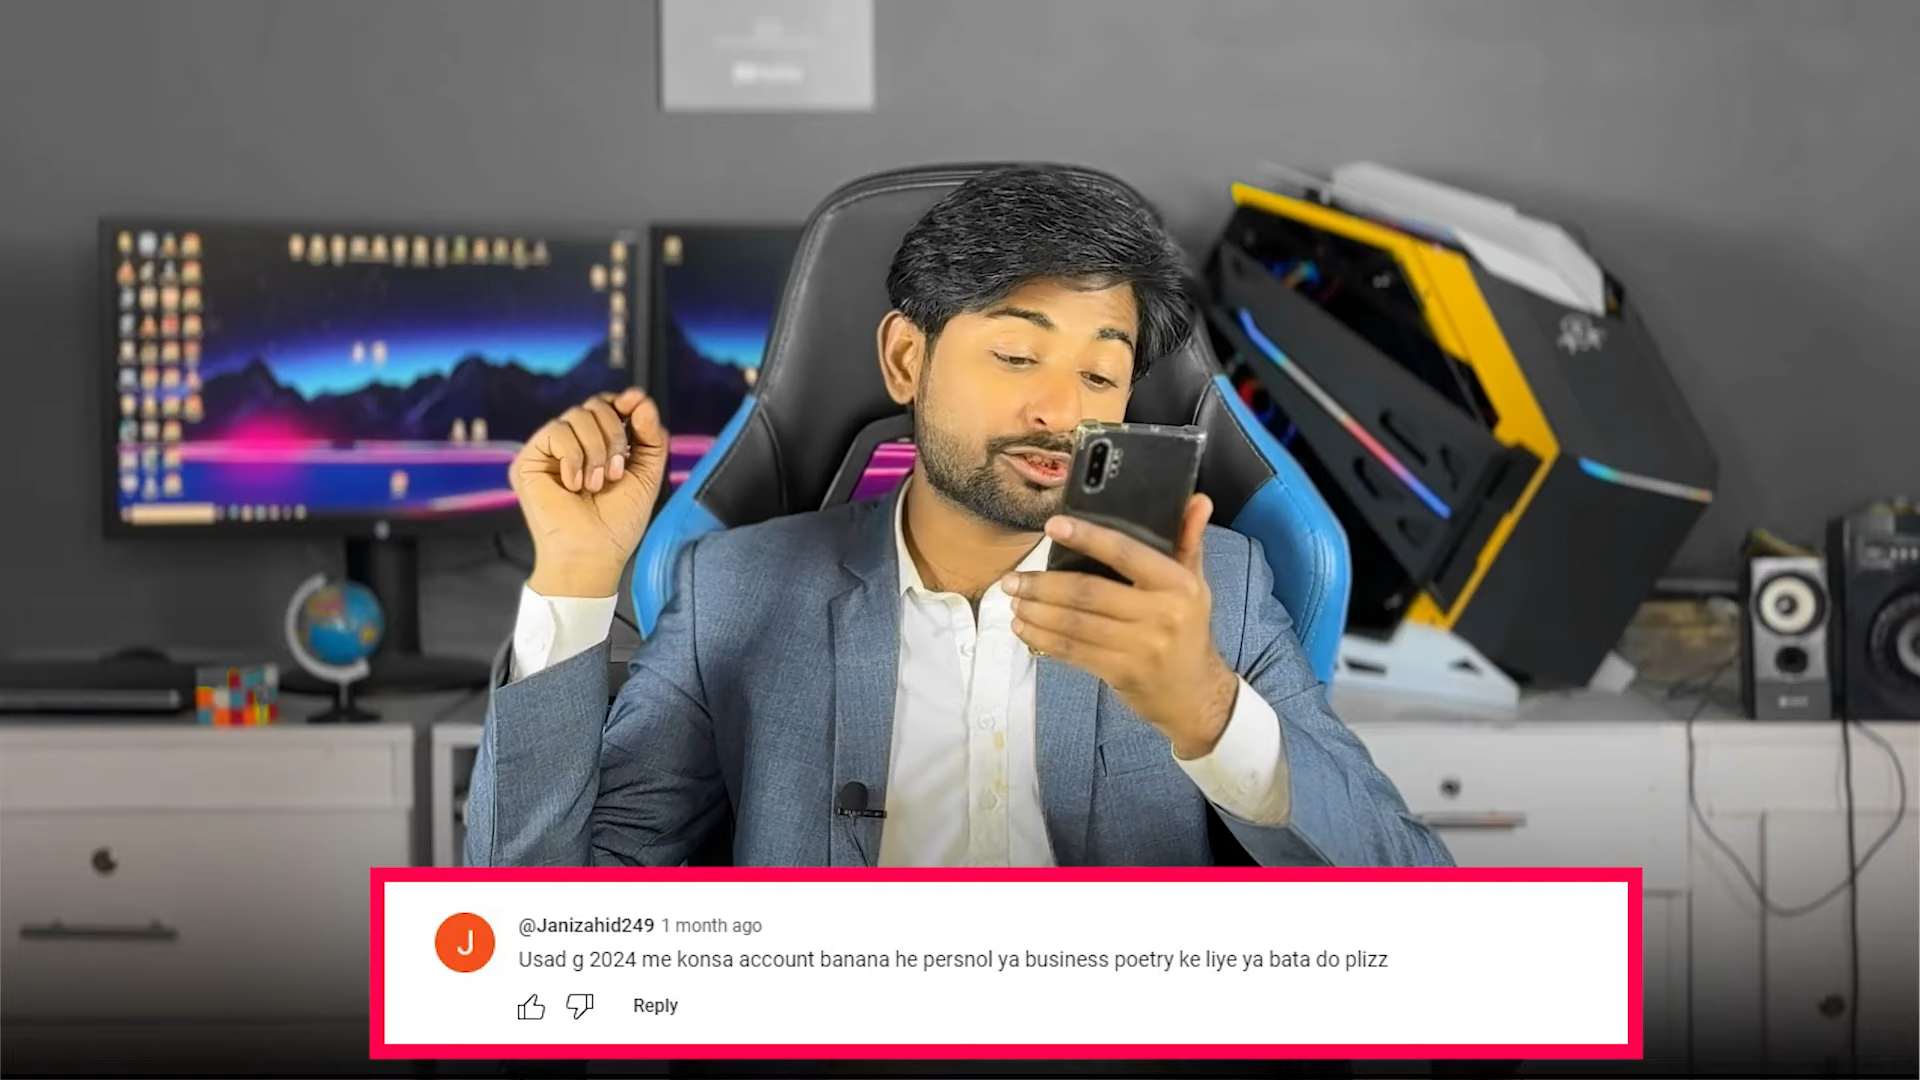 @Janizahid249 1 month ago
J
Usad g 2024 me konsa account banana he persnol ya business poetry ke liye ya bata do plizz
Reply